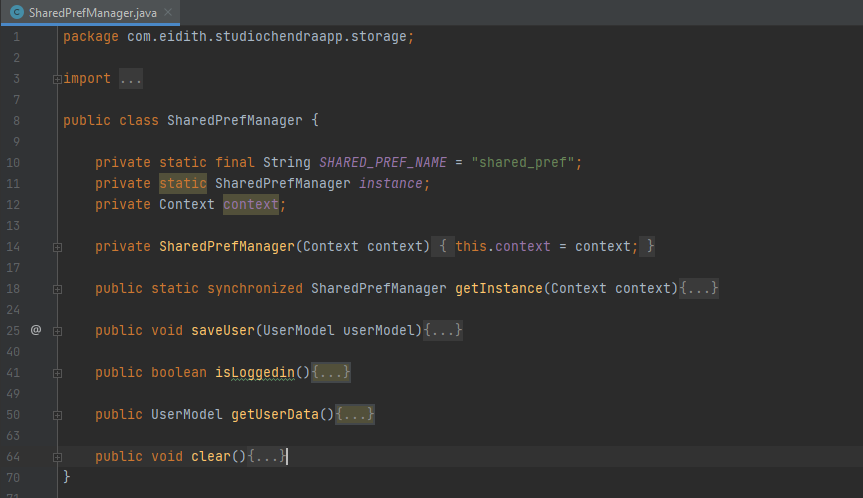 SharedPrefManager.java
1 package com.eidith.studiochendraapp.storage;
2
3 import ...
7
8 public class SharedPrefManager {
9
10 private static final String SHARED_PREF_NAME = "shared_pref";
11 private static SharedPrefManager instance;
12 private Context context;
13
14 private SharedPrefManager(Context context) { this.context = context; }
17
18 public static synchronized SharedPrefManager getInstance(Context context){...}
24
25 @ public void saveUser(UserModel userModel){...}
40
41 public boolean isLoggedin(){...}
49
50 public UserModel getUserData(){...}
63
64 public void clear(){...}
70 }
71